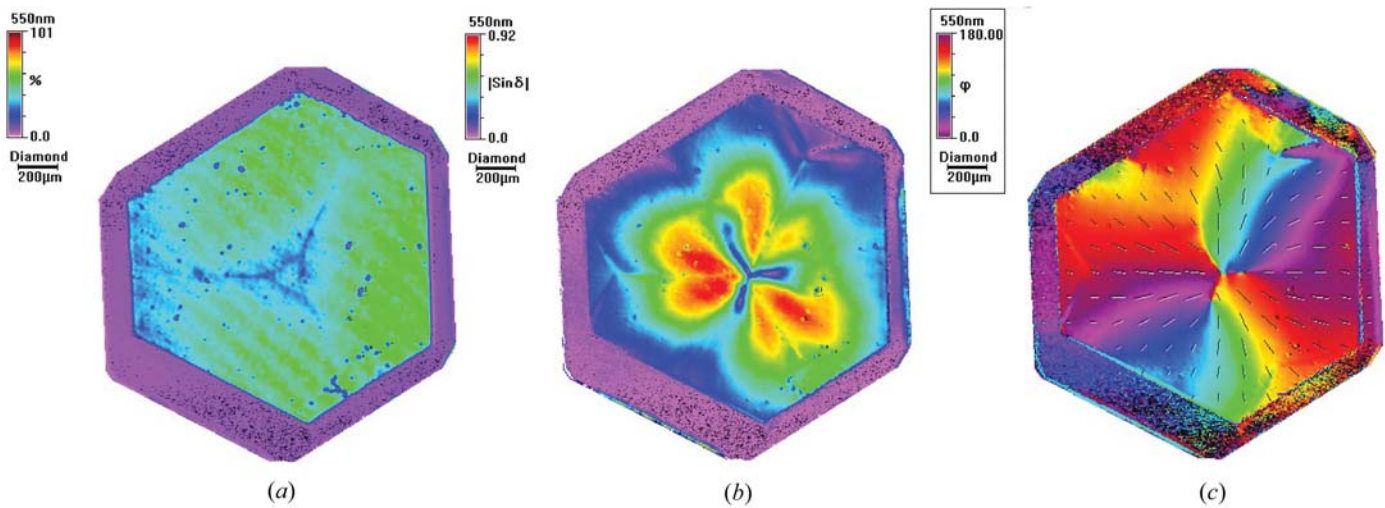 550nm
101
%
0.0
Diamond
200μm
(a)
550nm
0.92
|Sinδ|
0.0
Diamond
200μm
(b)
550nm
180.00
φ
0.0
Diamond
200μm
(c)